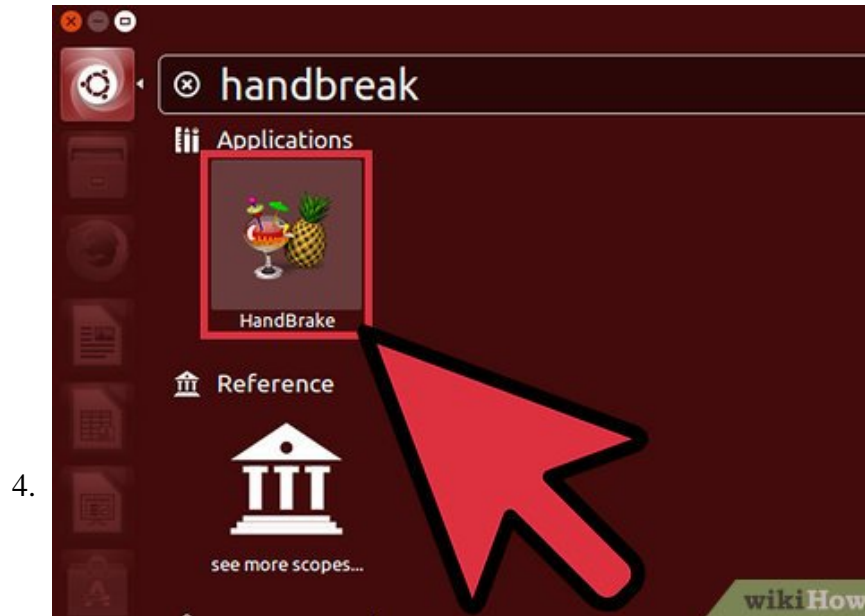 handbreak
Applications
HandBrake
Reference
4.
see more scopes...
wikiHow